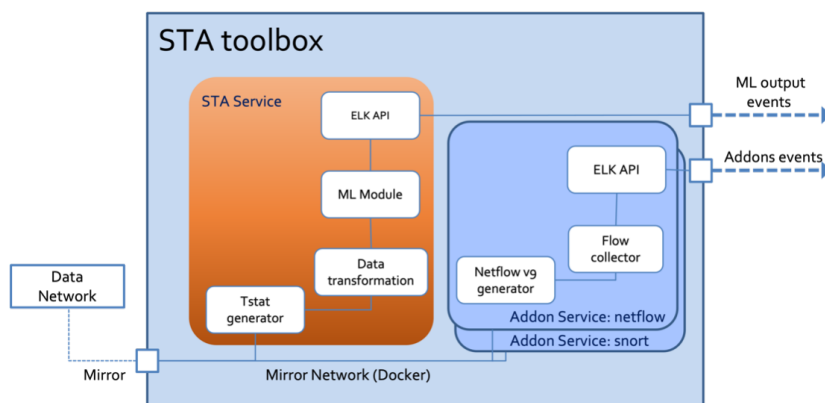 STA toolbox
STA Service
ELK API
ML Module
Data
transformation
Tstat
generator
ELK API
Flow
collector
Netflow v9
generator
Addon Service: netflow
Addon Service: snort
ML output
events
Addons events
Data
Network
Mirror
Mirror Network (Docker)